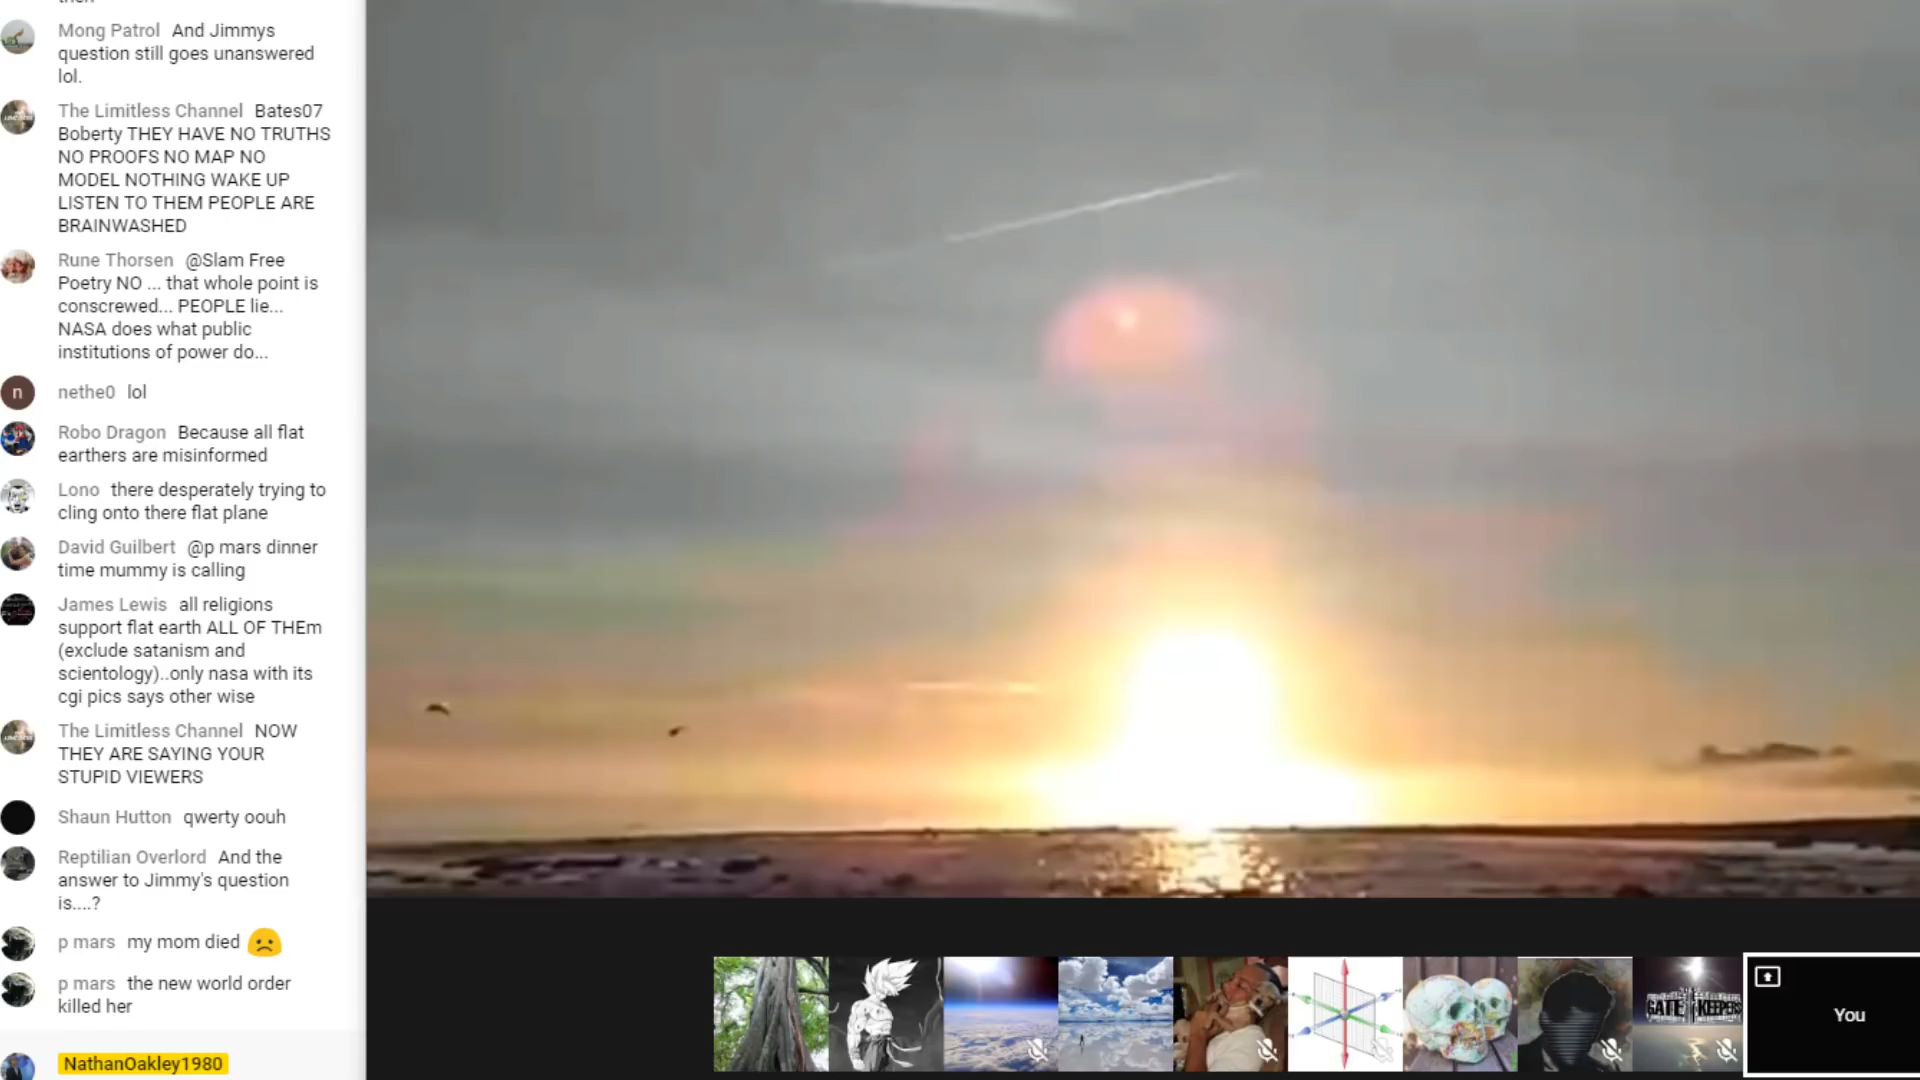 then
Mong Patrol And Jimmys
question still goes unanswered
lol.
The Limitless Channel Bates07
Boberty THEY HAVE NO TRUTHS
NO PROOFS NO MAP NO
MODEL NOTHING WAKE UP
LISTEN TO THEM PEOPLE ARE
BRAINWASHED
Rune Thorsen @Slam Free
Poetry NO ... that whole point is
conscrewed... PEOPLE lie...
NASA does what public
institutions of power do...
n nethe0 lol
Robo Dragon Because all flat
earthers are misinformed
Lono there desperately trying to
cling onto there flat plane
David Guilbert @p mars dinner
time mummy is calling
James Lewis all religions
support flat earth ALL OF THEm
(exclude satanism and
scientology)..only nasa with its
cgi pics says other wise
The Limitless Channel NOW
THEY ARE SAYING YOUR
STUPID VIEWERS
Shaun Hutton qwerty oouh
Reptilian Overlord And the
answer to Jimmy's question
is....?
p mars my mom died
p mars the new world order
killed her
NathanOakley1980
GATE KEEPERS
You